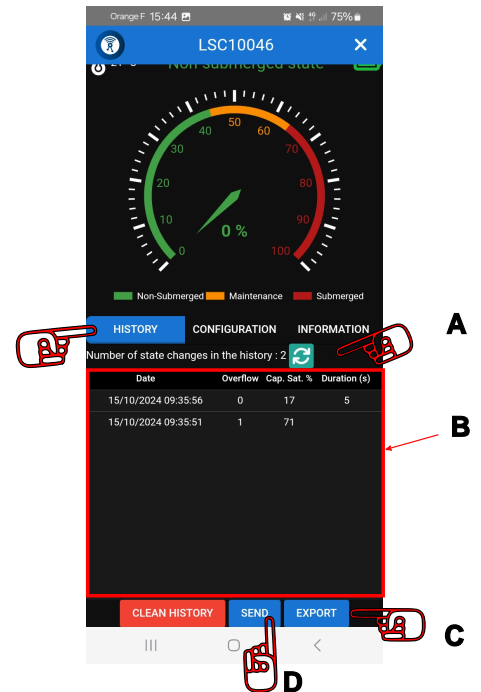 Orange F 15:44 75%
LSC10046
Non submerged state
50
40 60
30 70
20 80
10 90
0 % 
0 100
Non-Submerged Maintenance Submerged
HISTORY CONFIGURATION INFORMATION
A
Number of state changes in the history : 2
Date Overflow Cap. Sat. % Duration (s)
15/10/2024 09:35:56 0 17 5
15/10/2024 09:35:51 1 71
B
CLEAN HISTORY SEND EXPORT
C
D